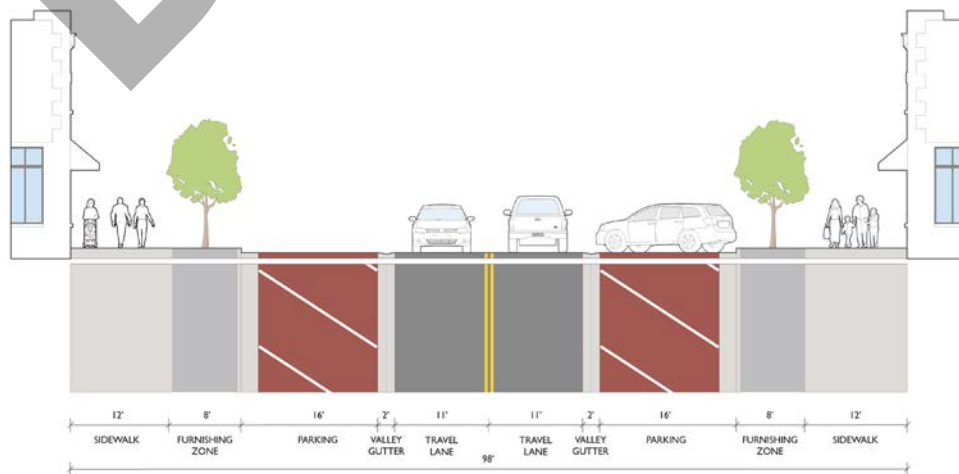 12' 8' 16' 2' 11' 11' 2' 16' 8' 12'
SIDEWALK FURNISHING ZONE PARKING VALLEY GUTTER TRAVEL LANE TRAVEL LANE VALLEY GUTTER PARKING FURNISHING ZONE SIDEWALK
98'